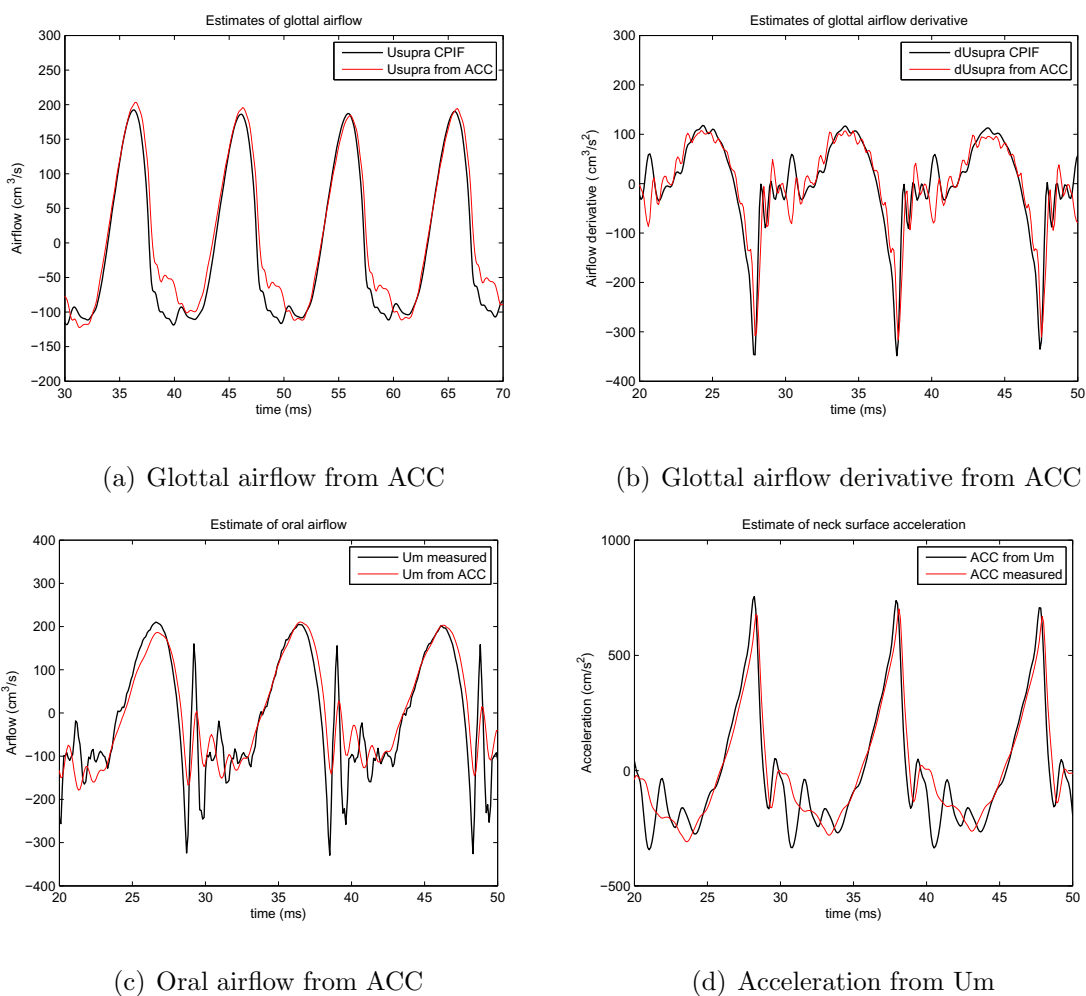 Estimates of glottal airflow
300
250
200
150
100
50
0
−50
−100
−150
−200
Airflow (cm3/s)
Usupra CPIF
Usupra from ACC
30 35 40 45 50 55 60 65 70
time (ms)
(a) Glottal airflow from ACC
Estimates of glottal airflow derivative
300
200
100
0
−100
−200
−300
−400
Airflow derivative (cm3/s2)
dUsupra CPIF
dUsupra from ACC
20 25 30 35 40 45 50
time (ms)
(b) Glottal airflow derivative from ACC
Estimate of oral airflow
400
300
200
100
0
−100
−200
−300
−400
Arflow (cm3/s)
Um measured
Um from ACC
20 25 30 35 40 45 50
time (ms)
(c) Oral airflow from ACC
Estimate of neck surface acceleration
1000
500
0
−500
Acceleration (cm/s2)
ACC from Um
ACC measured
20 25 30 35 40 45 50
time (ms)
(d) Acceleration from Um